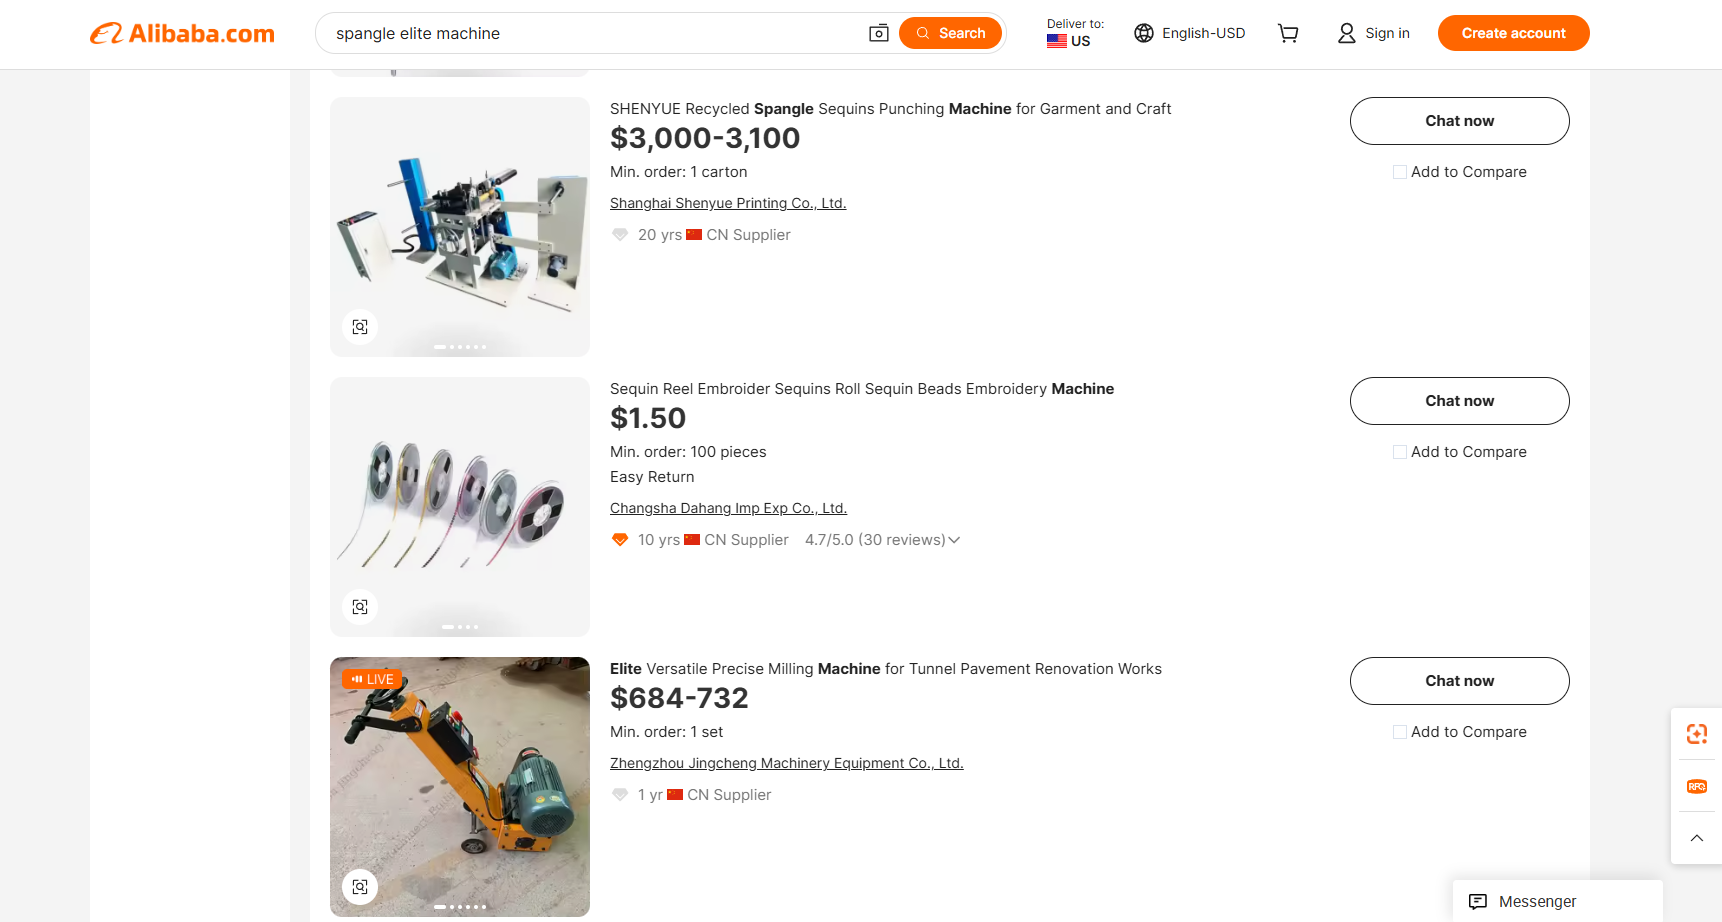 Alibaba.com
spangle elite machine
Search
Deliver to:
US
English-USD
Sign in
Create account
SHENYUE Recycled Spangle Sequins Punching Machine for Garment and Craft
$3,000-3,100
Min. order: 1 carton
Shanghai Shenyue Printing Co., Ltd.
20 yrs CN Supplier
Chat now
Add to Compare
Sequin Reel Embroider Sequins Roll Sequin Beads Embroidery Machine
$1.50
Min. order: 100 pieces
Easy Return
Changsha Dahang Imp Exp Co., Ltd.
10 yrs CN Supplier 4.7/5.0 (30 reviews)
Chat now
Add to Compare
LIVE
Elite Versatile Precise Milling Machine for Tunnel Pavement Renovation Works
$684-732
Min. order: 1 set
Zhengzhou Jingcheng Machinery Equipment Co., Ltd.
1 yr CN Supplier
Chat now
Add to Compare
RFQ
Messenger